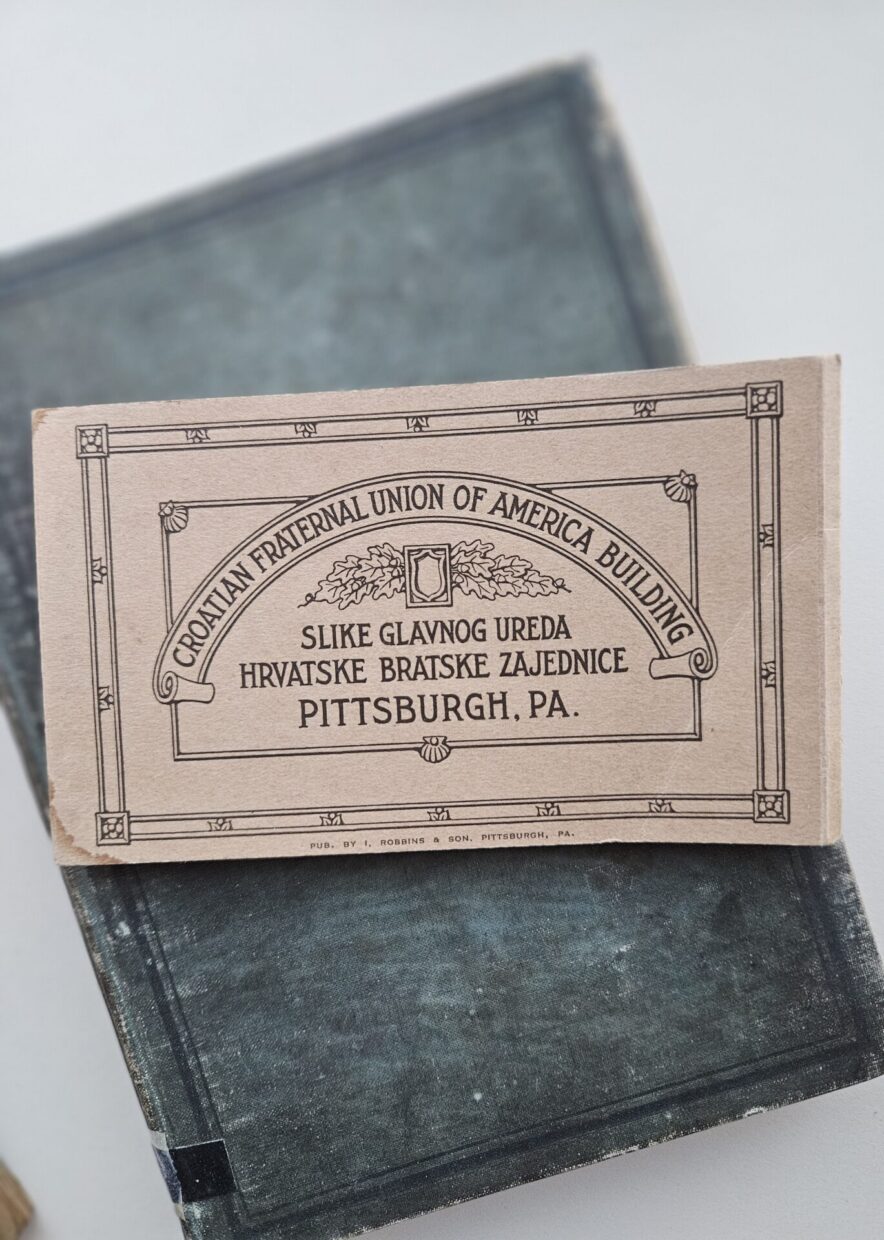 CROATIAN FRATERNAL UNION OF AMERICA BUILDING
SLIKE GLAVNOG UREDA
HRVATSKE BRATSKE ZAJEDNICE
PITTSBURGH, PA.
PUB. BY I. ROBBINS & SON, PITTSBURGH, PA.